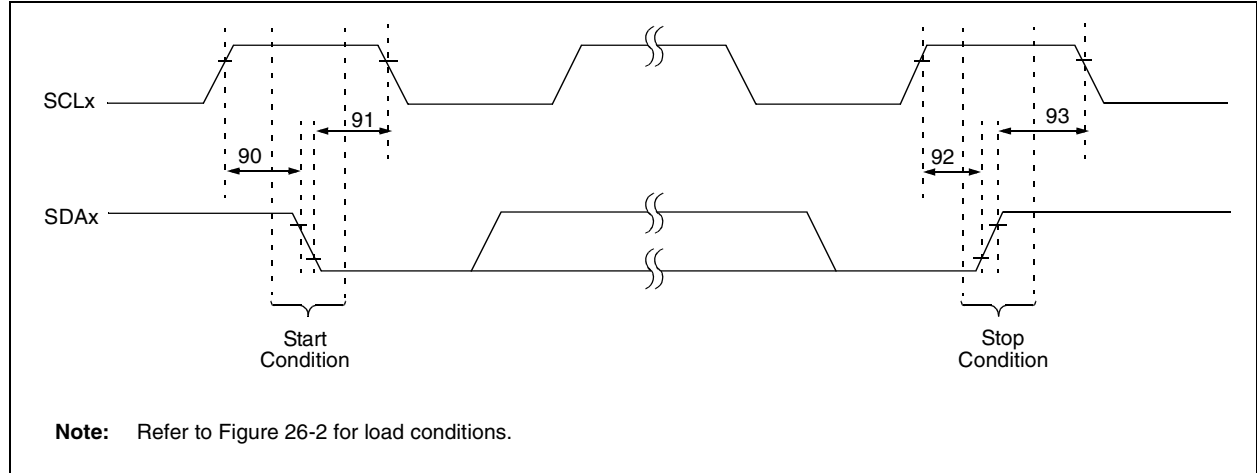 SCLx
91
93
90
92
SDAx
Start
Condition
Stop
Condition
Note: Refer to Figure 26-2 for load conditions.